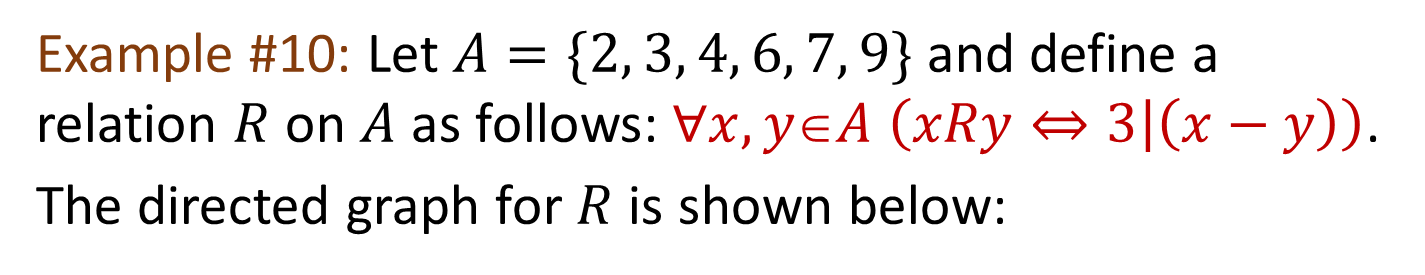 Example #10: Let A = {2, 3, 4, 6, 7, 9} and define a
relation R on A as follows: ∀x, y∈A (xRy ⇔ 3|(x − y)).
The directed graph for R is shown below: